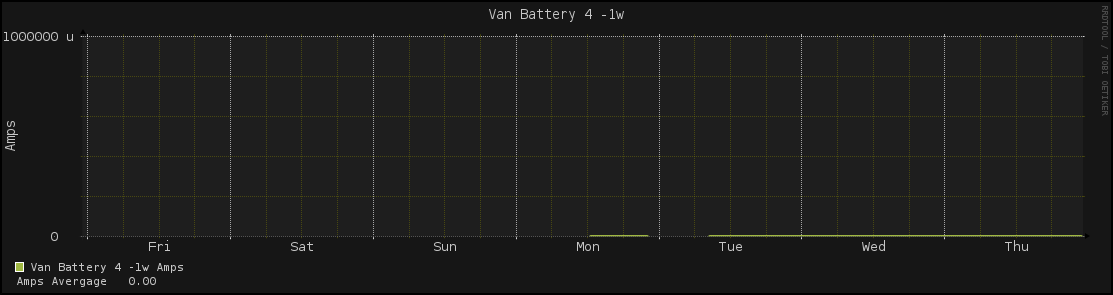 Van Battery 4 -1w
RRDTOOL / TOBI OETIKER
1000000 u
Amps
0
Fri Sat Sun Mon Tue Wed Thu
Van Battery 4 -1w Amps
Amps Avergage 0.00